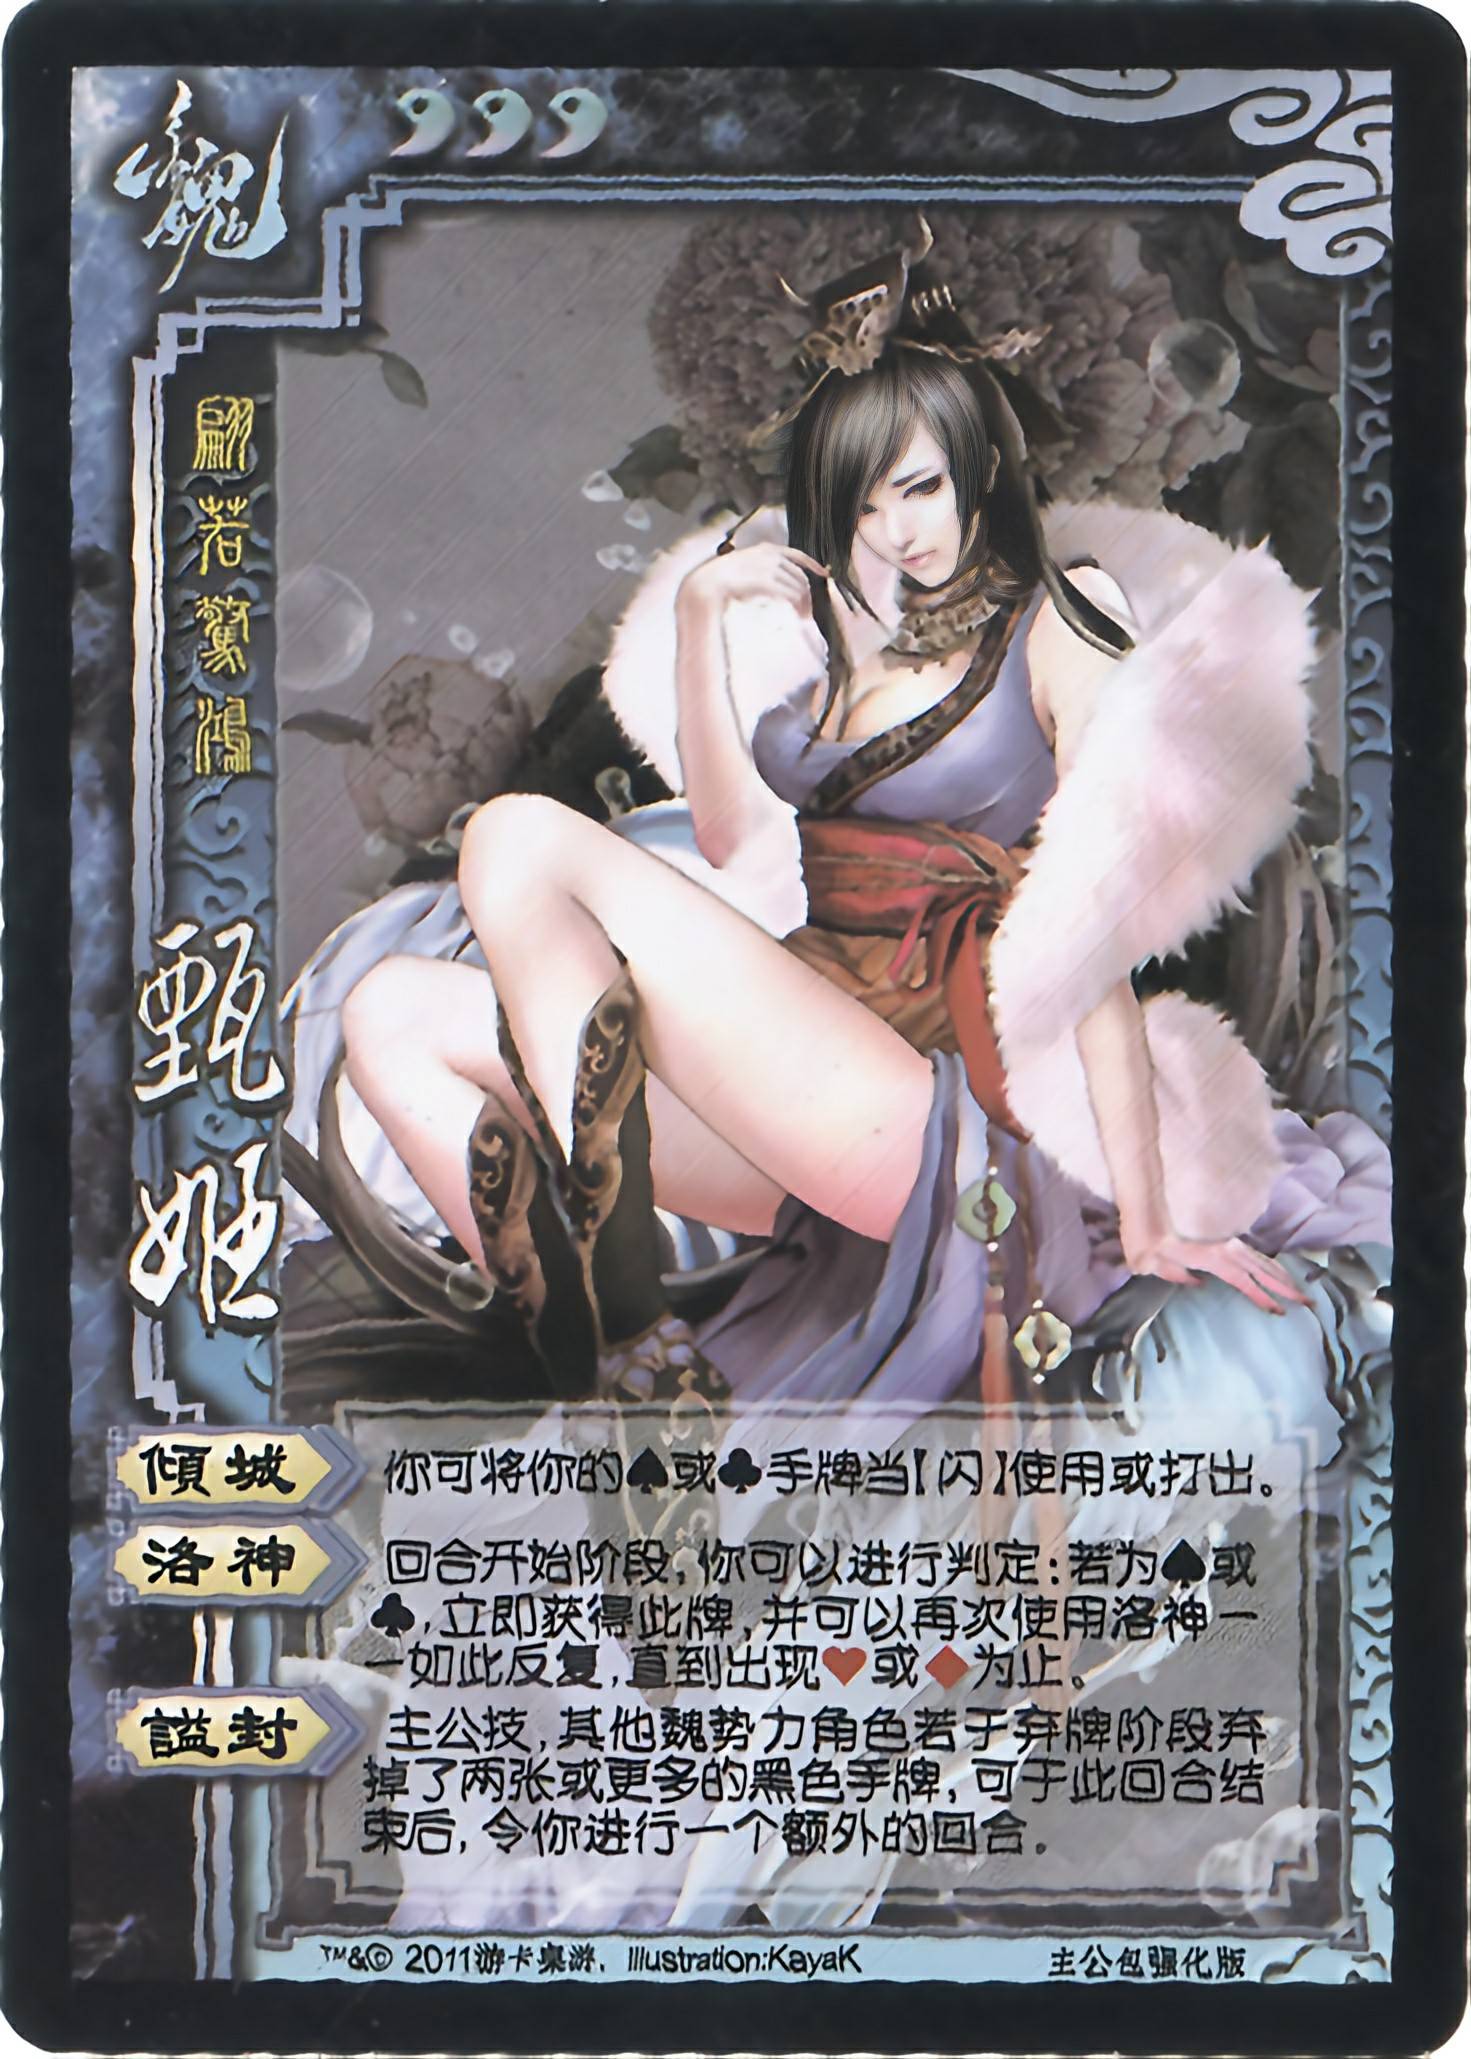 魏
翩若驚鴻
甄姬
傾城
你可将你的♠或♣手牌当【闪】使用或打出。
洛神
回合开始阶段,你可以进行判定:若为♠或
♣,立即获得此牌,并可以再次使用洛神一
一如此反复,直到出现♥或♦为止。
謚封
主公技,其他魏势力角色若于弃牌阶段弃
掉了两张或更多的黑色手牌,可于此回合结
束后,令你进行一个额外的回合。
™&© 2011游卡桌游. Illustration:KayaK
主公包强化版